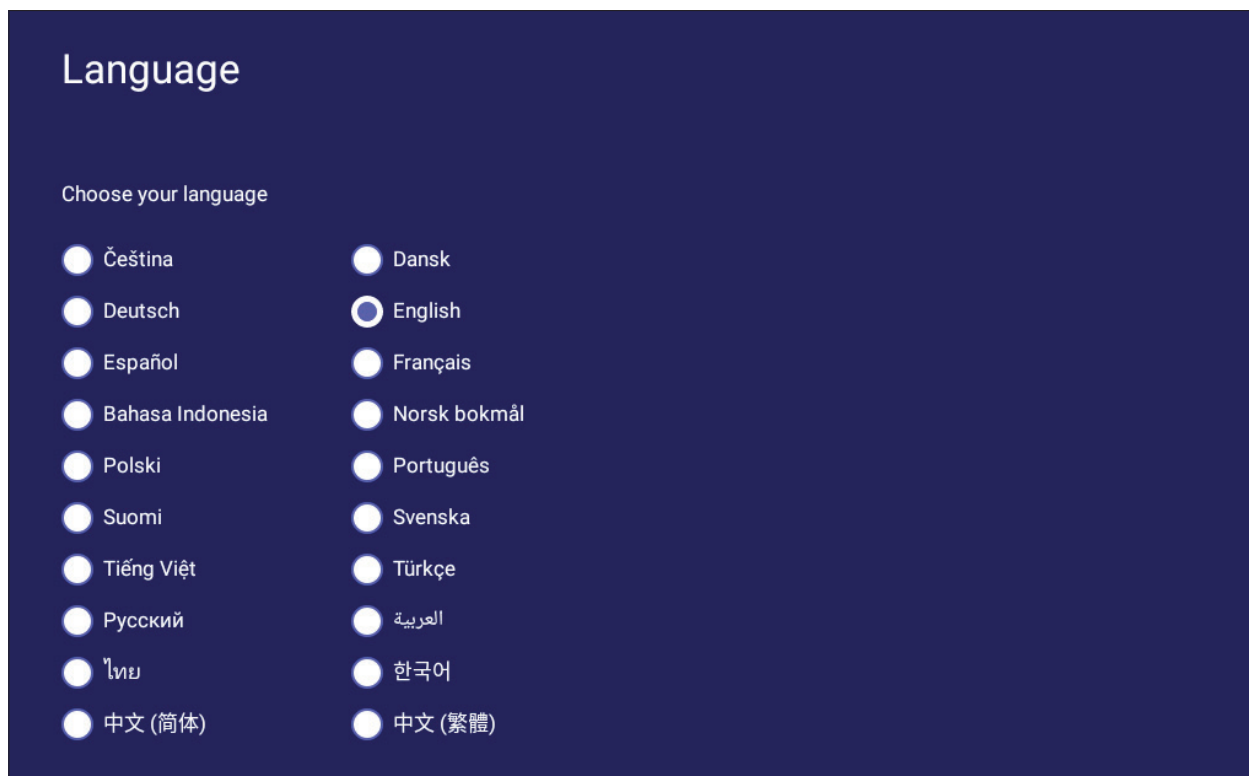 Language
Choose your language
Čeština Dansk
Deutsch English
Español Français
Bahasa Indonesia Norsk bokmål
Polski Português
Suomi Svenska
Tiếng Việt Türkçe
Русский العربية
ไทย 한국어
中文 (简体) 中文 (繁體)